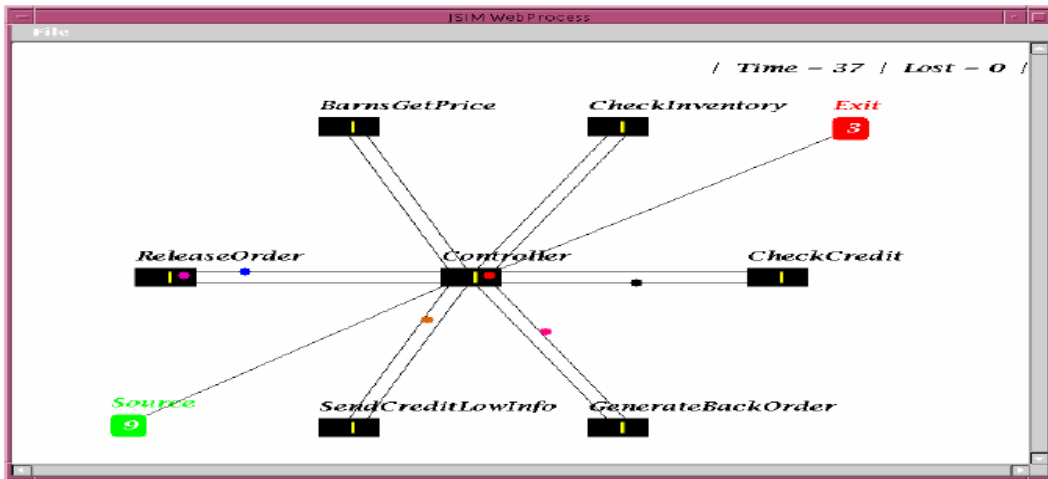 JSIM WebProcess
File
/ Time - 37 / Lost - 0 /
BarnsGetPrice
CheckInventory
Exit
3
ReleaseOrder
Controller
CheckCredit
Source
9
SendCreditLowInfo
GenerateBackOrder